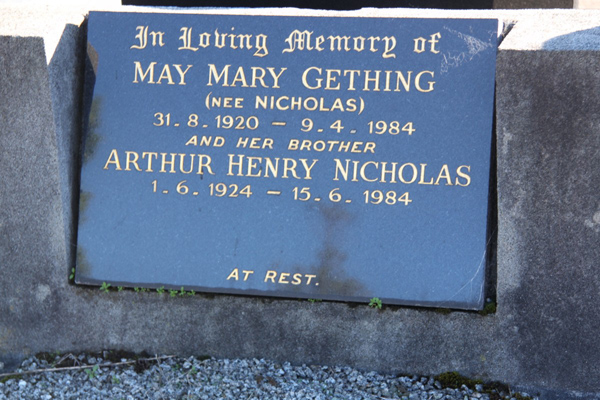 In Loving Memory of
MAY MARY GETHING
(NEE NICHOLAS)
31.8.1920 – 9.4.1984
AND HER BROTHER
ARTHUR HENRY NICHOLAS
1.6.1924 – 15.6.1984
AT REST.